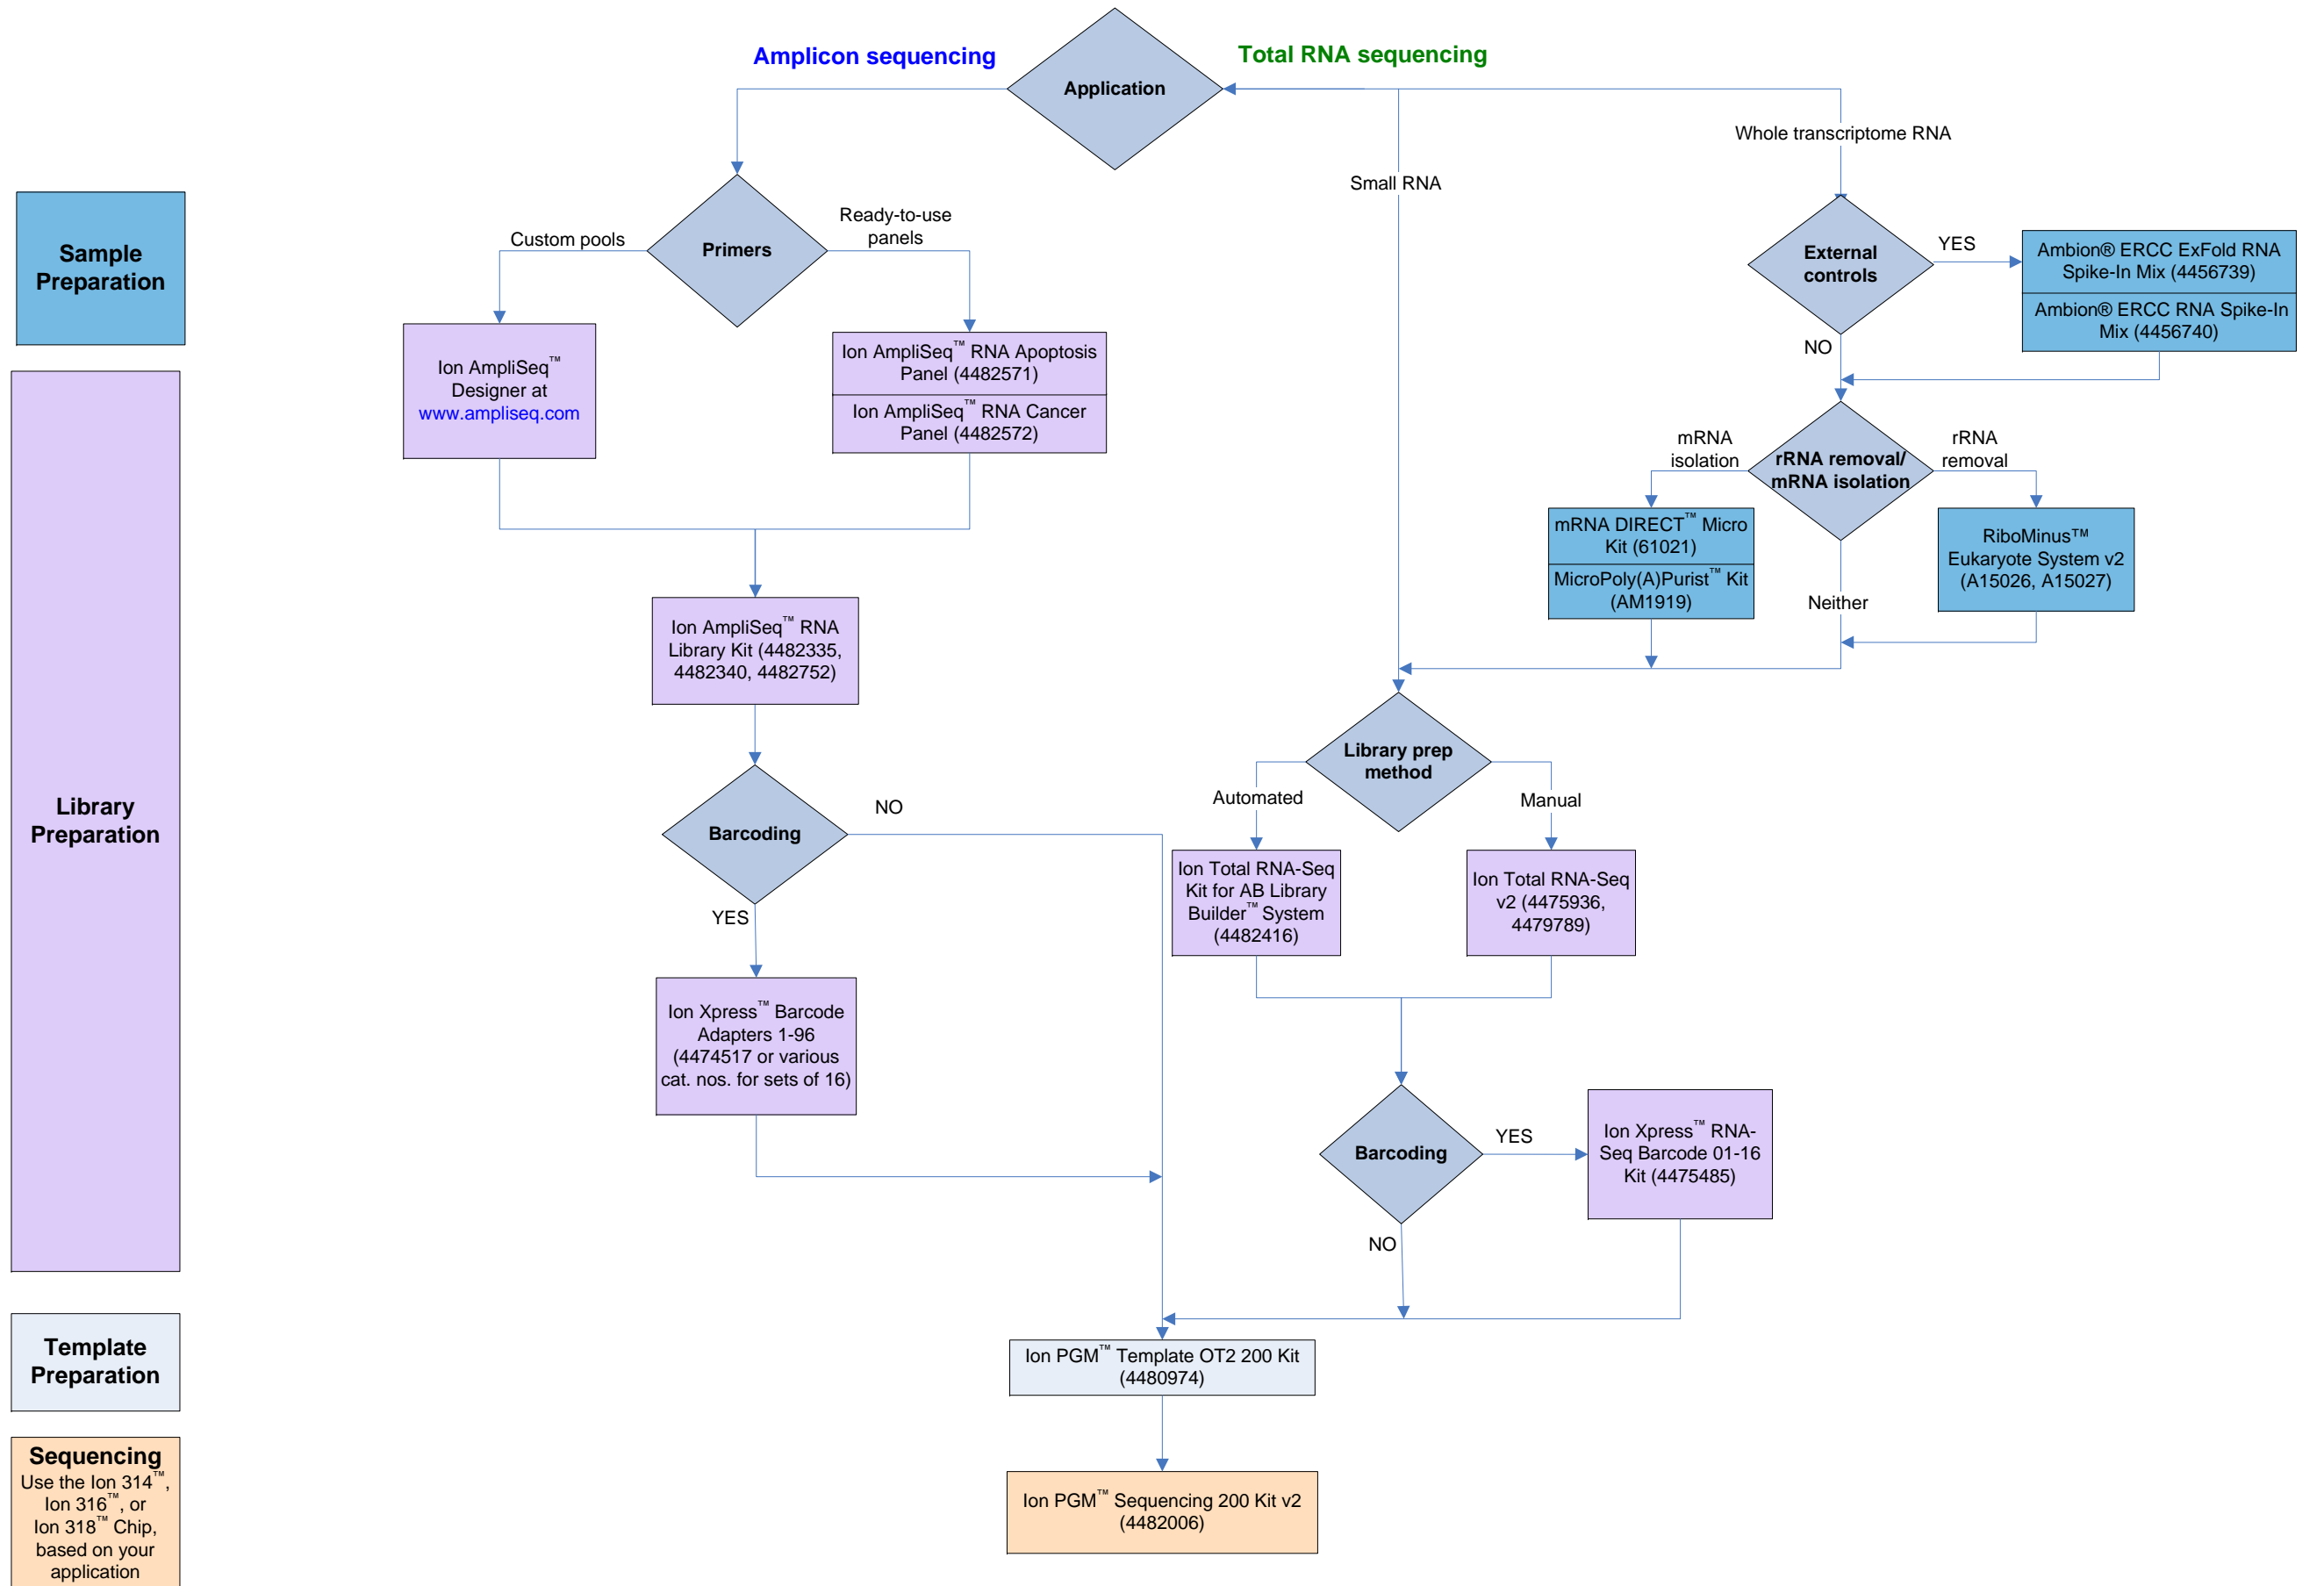 Amplicon sequencing
Total RNA sequencing
Application
Whole transcriptome RNA
Small RNA
Sample
Preparation
Custom pools
Primers
Ready-to-use
panels
External
controls
YES
NO
Ambion® ERCC ExFold RNA
Spike-In Mix (4456739)
Ambion® ERCC RNA Spike-In
Mix (4456740)
Ion AmpliSeq™
Designer at
www.ampliseq.com
Ion AmpliSeq™ RNA Apoptosis
Panel (4482571)
Ion AmpliSeq™ RNA Cancer
Panel (4482572)
mRNA
isolation
rRNA removal/
mRNA isolation
rRNA
removal
mRNA DIRECT™ Micro
Kit (61021)
MicroPoly(A)Purist™ Kit
(AM1919)
Neither
RiboMinus™
Eukaryote System v2
(A15026, A15027)
Library
Preparation
Ion AmpliSeq™ RNA
Library Kit (4482335,
4482340, 4482752)
Barcoding
NO
YES
Ion Xpress™ Barcode
Adapters 1-96
(4474517 or various
cat. nos. for sets of 16)
Library prep
method
Automated
Manual
Ion Total RNA-Seq
Kit for AB Library
Builder™ System
(4482416)
Ion Total RNA-Seq
v2 (4475936,
4479789)
Barcoding
YES
NO
Ion Xpress™ RNA-
Seq Barcode 01-16
Kit (4475485)
Template
Preparation
Ion PGM™ Template OT2 200 Kit
(4480974)
Sequencing
Use the Ion 314™,
Ion 316™, or
Ion 318™ Chip,
based on your
application
Ion PGM™ Sequencing 200 Kit v2
(4482006)